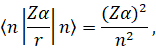 ⟨n|Zα/r|n⟩ = (Zα)²/n²,